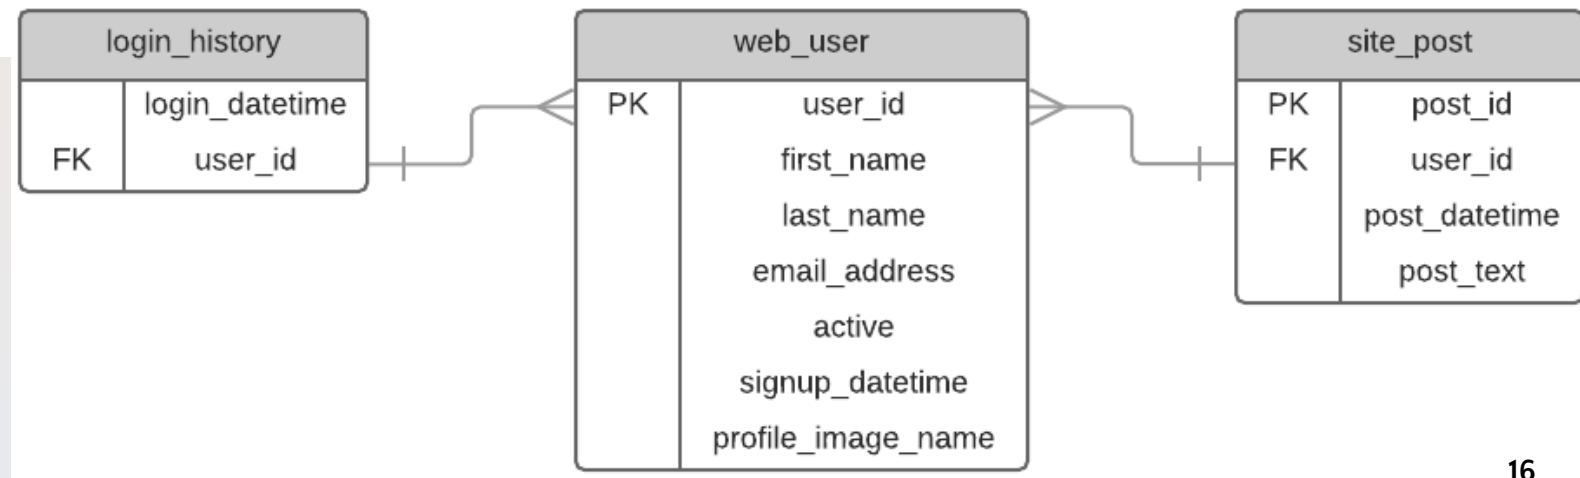 login_history
login_datetime
FK user_id
web_user
PK user_id
first_name
last_name
email_address
active
signup_datetime
profile_image_name
site_post
PK post_id
FK user_id
post_datetime
post_text
16